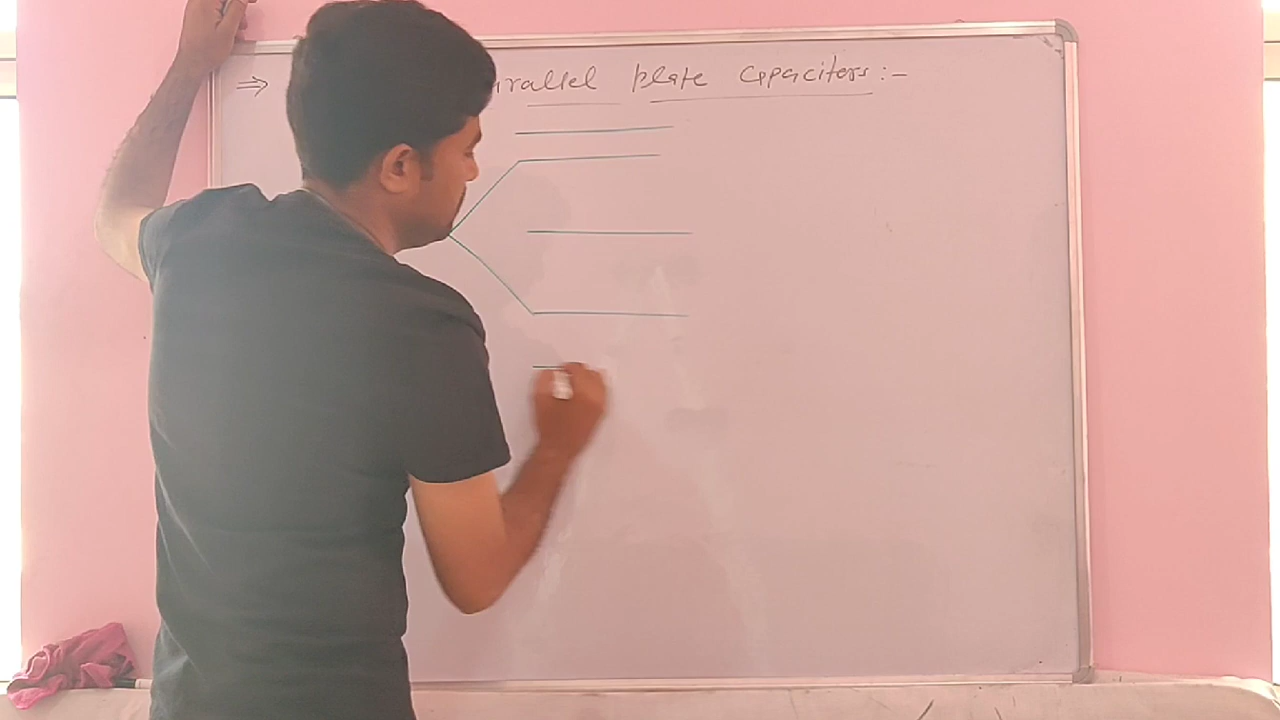 ⇒ rallel plate capacitors:-